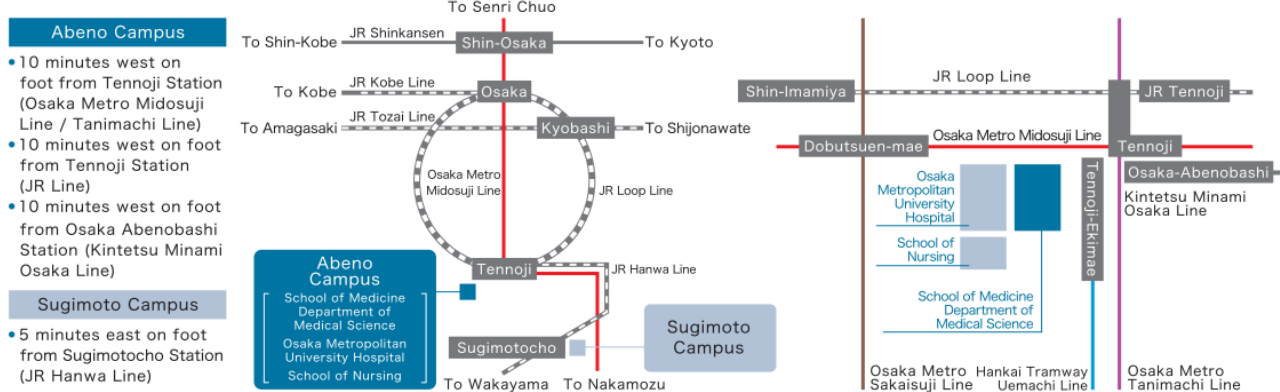 Abeno Campus
•10 minutes west on
foot from Tennoji Station
(Osaka Metro Midosuji
Line / Tanimachi Line)
•10 minutes west on foot
from Tennoji Station
(JR Line)
•10 minutes west on foot
from Osaka Abenobashi
Station (Kintetsu Minami
Osaka Line)
Sugimoto Campus
•5 minutes east on foot
from Sugimotocho Station
(JR Hanwa Line)
To Senri Chuo
To Shin-Kobe
JR Shinkansen
Shin-Osaka
To Kyoto
To Kobe
JR Kobe Line
Osaka
To Amagasaki
JR Tozai Line
Kyobashi
To Shijonawate
Osaka Metro
Midosuji Line
JR Loop Line
Tennoji
JR Hanwa Line
Abeno
Campus
School of Medicine
Department of
Medical Science
Osaka Metropolitan
University Hospital
School of Nursing
Sugimotocho
Sugimoto
Campus
To Wakayama
To Nakamozu
JR Loop Line
Shin-Imamiya
JR Tennoji
Osaka Metro Midosuji Line
Dobutsuen-mae
Tennoji
Osaka-Abenobashi
Kintetsu Minami
Osaka Line
Tennoji-Ekimae
Osaka
Metropolitan
University
Hospital
School of
Nursing
School of Medicine
Department of
Medical Science
Osaka Metro
Sakaisuji Line
Hankai Tramway
Uemachi Line
Osaka Metro
Tanimachi Line